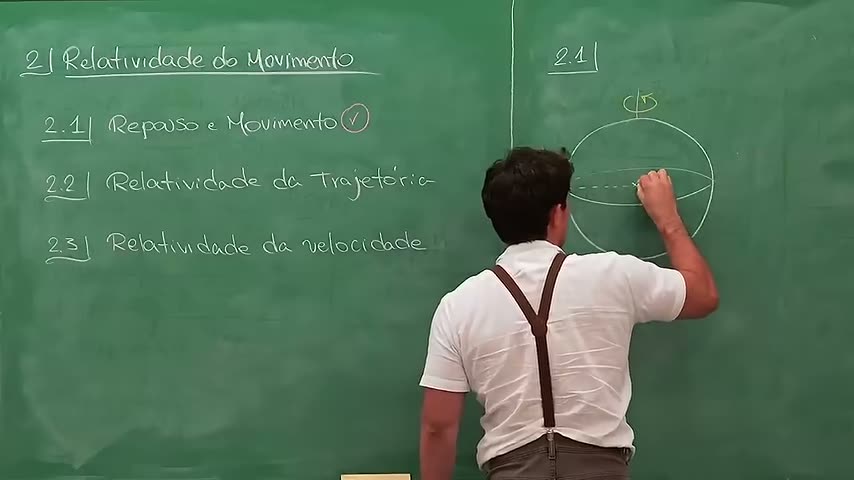 2| Relatividade do Movimento
2.1| Repouso e Movimento ✓
2.2| Relatividade da Trajetória
2.3| Relatividade da velocidade
2.1|